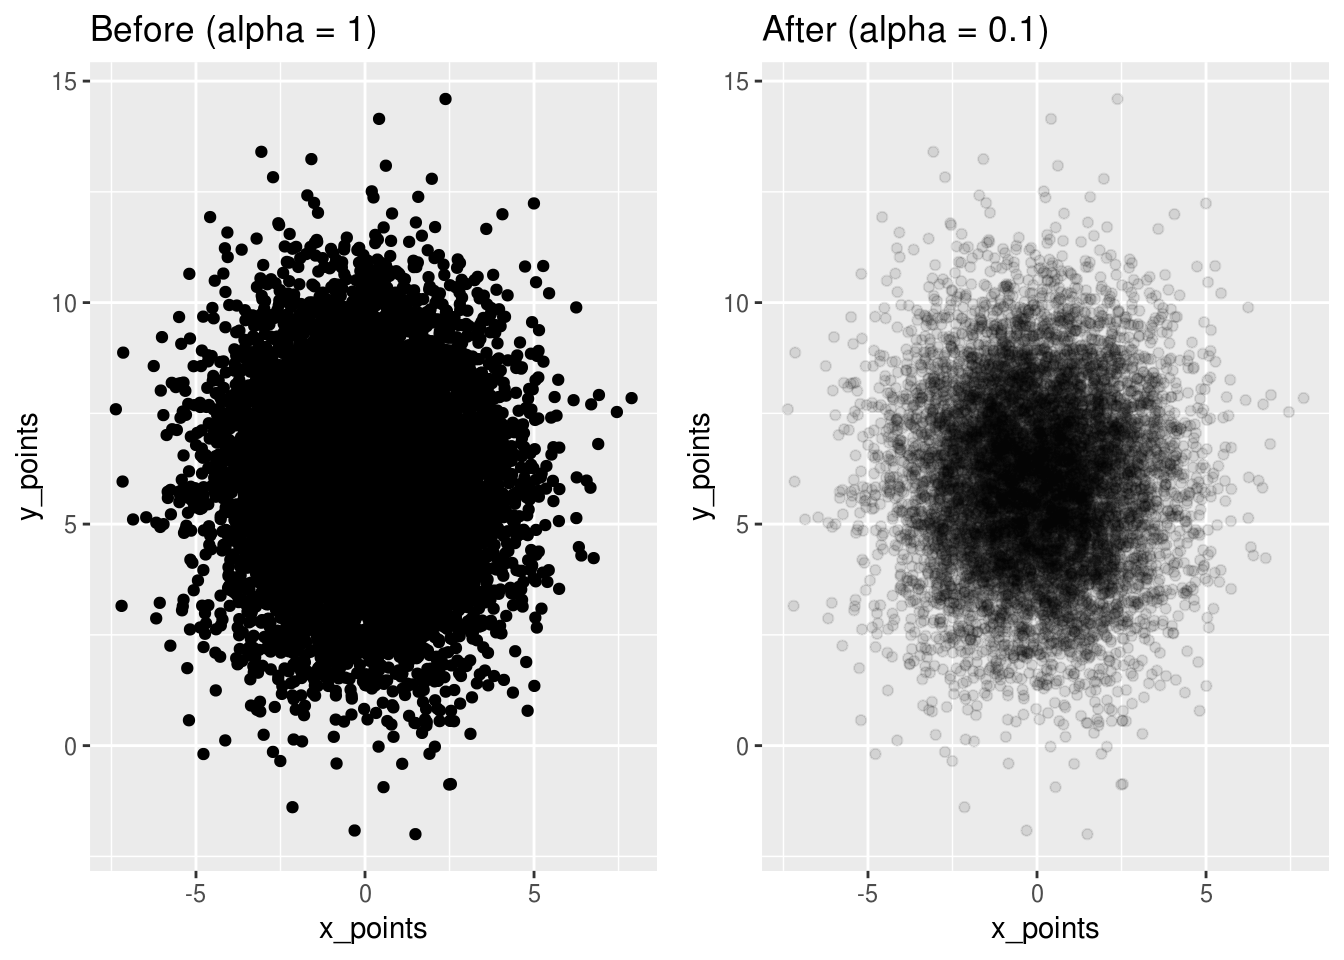 Before (alpha = 1)
15
10
5
0
y_points
-5
0
5
x_points
After (alpha = 0.1)
15
10
5
0
y_points
-5
0
5
x_points